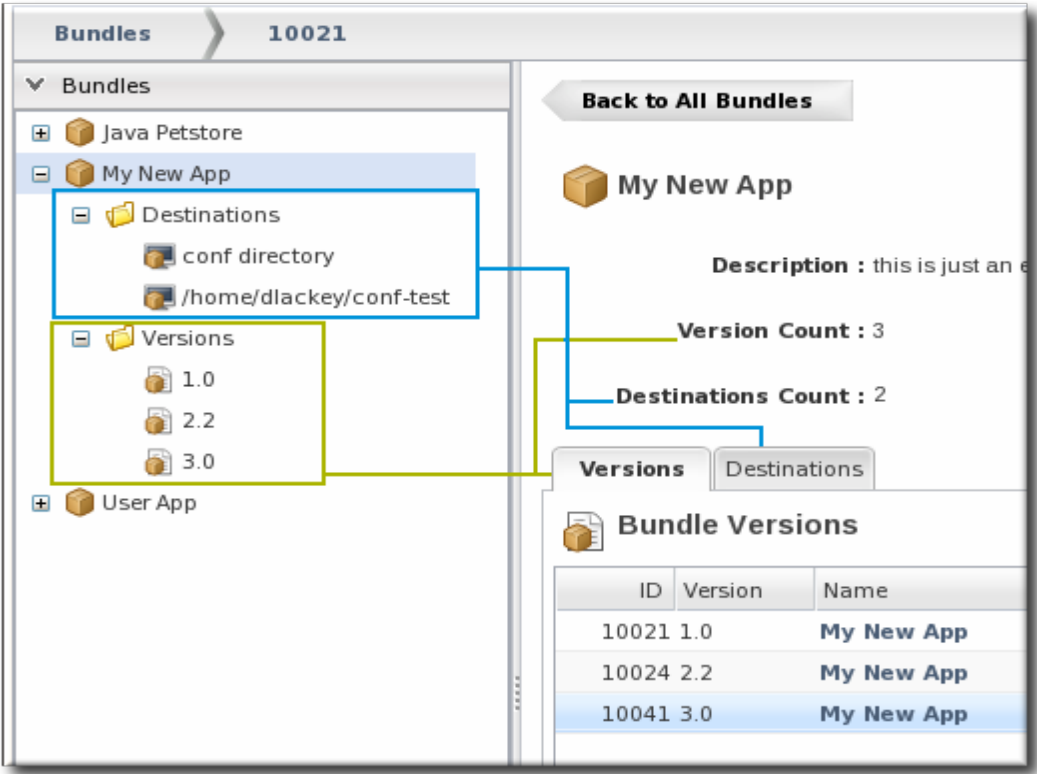 Bundles 10021
Bundles
Java Petstore
My New App
Destinations
conf directory
/home/dlackey/conf-test
Versions
1.0
2.2
3.0
User App
Back to All Bundles
My New App
Description : this is just an
Version Count : 3
Destinations Count : 2
Versions Destinations
Bundle Versions
ID Version Name
10021 1.0 My New App
10024 2.2 My New App
10041 3.0 My New App